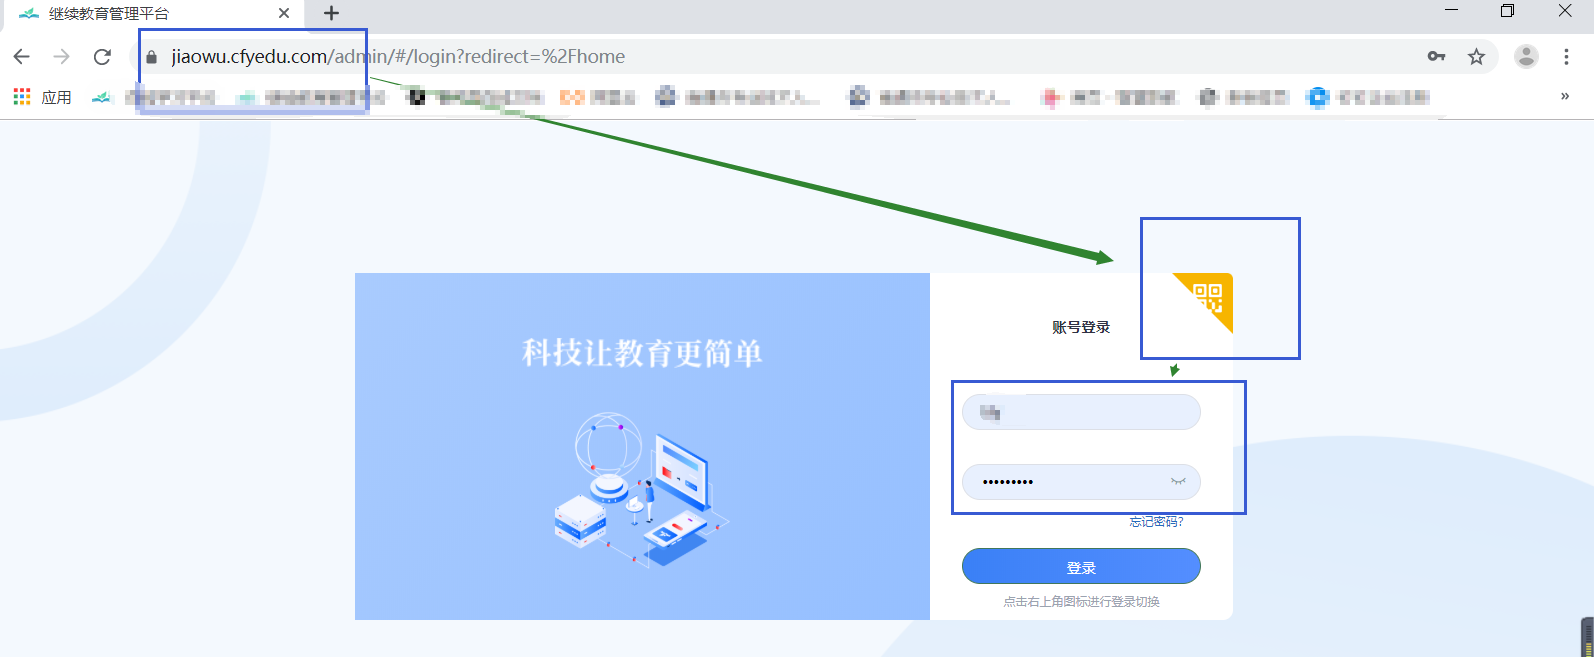 继续教育管理平台
jiaowu.cfyedu.com/admin/#/login?redirect=%2Fhome
应用
科技让教育更简单
账号登录
•••••••••
忘记密码?
登录
点击右上角图标进行登录切换